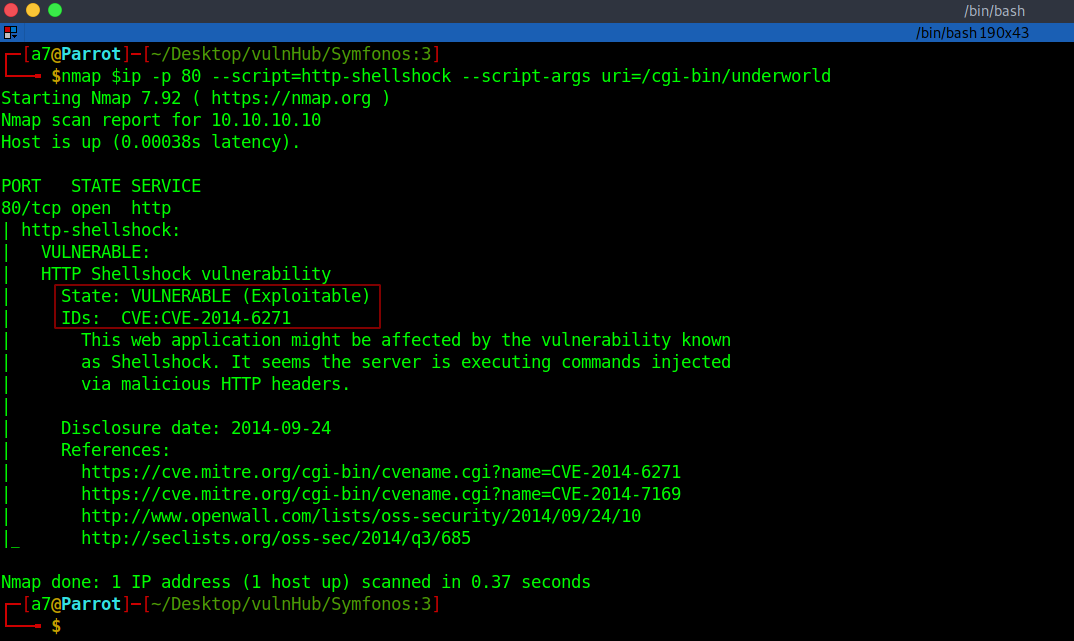 /bin/bash
/bin/bash 190x43
[a7@Parrot]-[~/Desktop/vulnHub/Symfonos:3]
$nmap $ip -p 80 --script=http-shellshock --script-args uri=/cgi-bin/underworld
Starting Nmap 7.92 ( https://nmap.org )
Nmap scan report for 10.10.10.10
Host is up (0.00038s latency).
PORT   STATE SERVICE
80/tcp open  http
| http-shellshock:
|   VULNERABLE:
|   HTTP Shellshock vulnerability
|     State: VULNERABLE (Exploitable)
|     IDs:  CVE:CVE-2014-6271
|       This web application might be affected by the vulnerability known
|       as Shellshock. It seems the server is executing commands injected
|       via malicious HTTP headers.
|
|     Disclosure date: 2014-09-24
|     References:
|       https://cve.mitre.org/cgi-bin/cvename.cgi?name=CVE-2014-6271
|       https://cve.mitre.org/cgi-bin/cvename.cgi?name=CVE-2014-7169
|       http://www.openwall.com/lists/oss-security/2014/09/24/10
|_      http://seclists.org/oss-sec/2014/q3/685
Nmap done: 1 IP address (1 host up) scanned in 0.37 seconds
[a7@Parrot]-[~/Desktop/vulnHub/Symfonos:3]
$